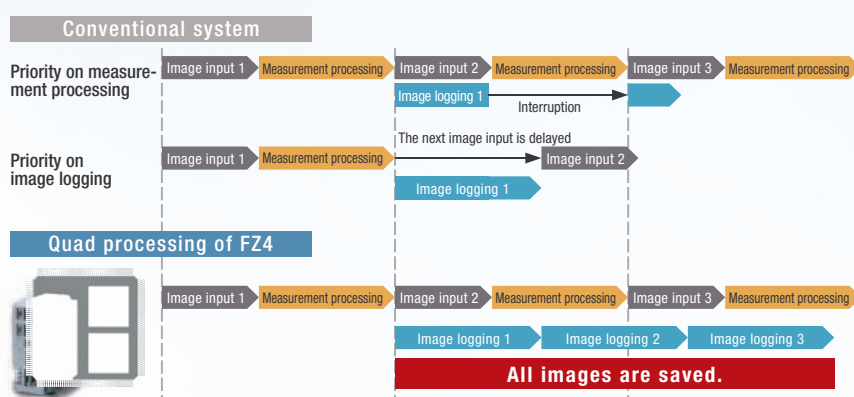 Conventional system
Priority on measure-
ment processing
Image input 1 Measurement processing Image input 2 Measurement processing Image input 3 Measurement processing
Image logging 1
Interruption
The next image input is delayed
Priority on
image logging
Image input 1 Measurement processing Image input 2
Image logging 1
Quad processing of FZ4
Image input 1 Measurement processing Image input 2 Measurement processing Image input 3 Measurement processing
Image logging 1 Image logging 2 Image logging 3
All images are saved.